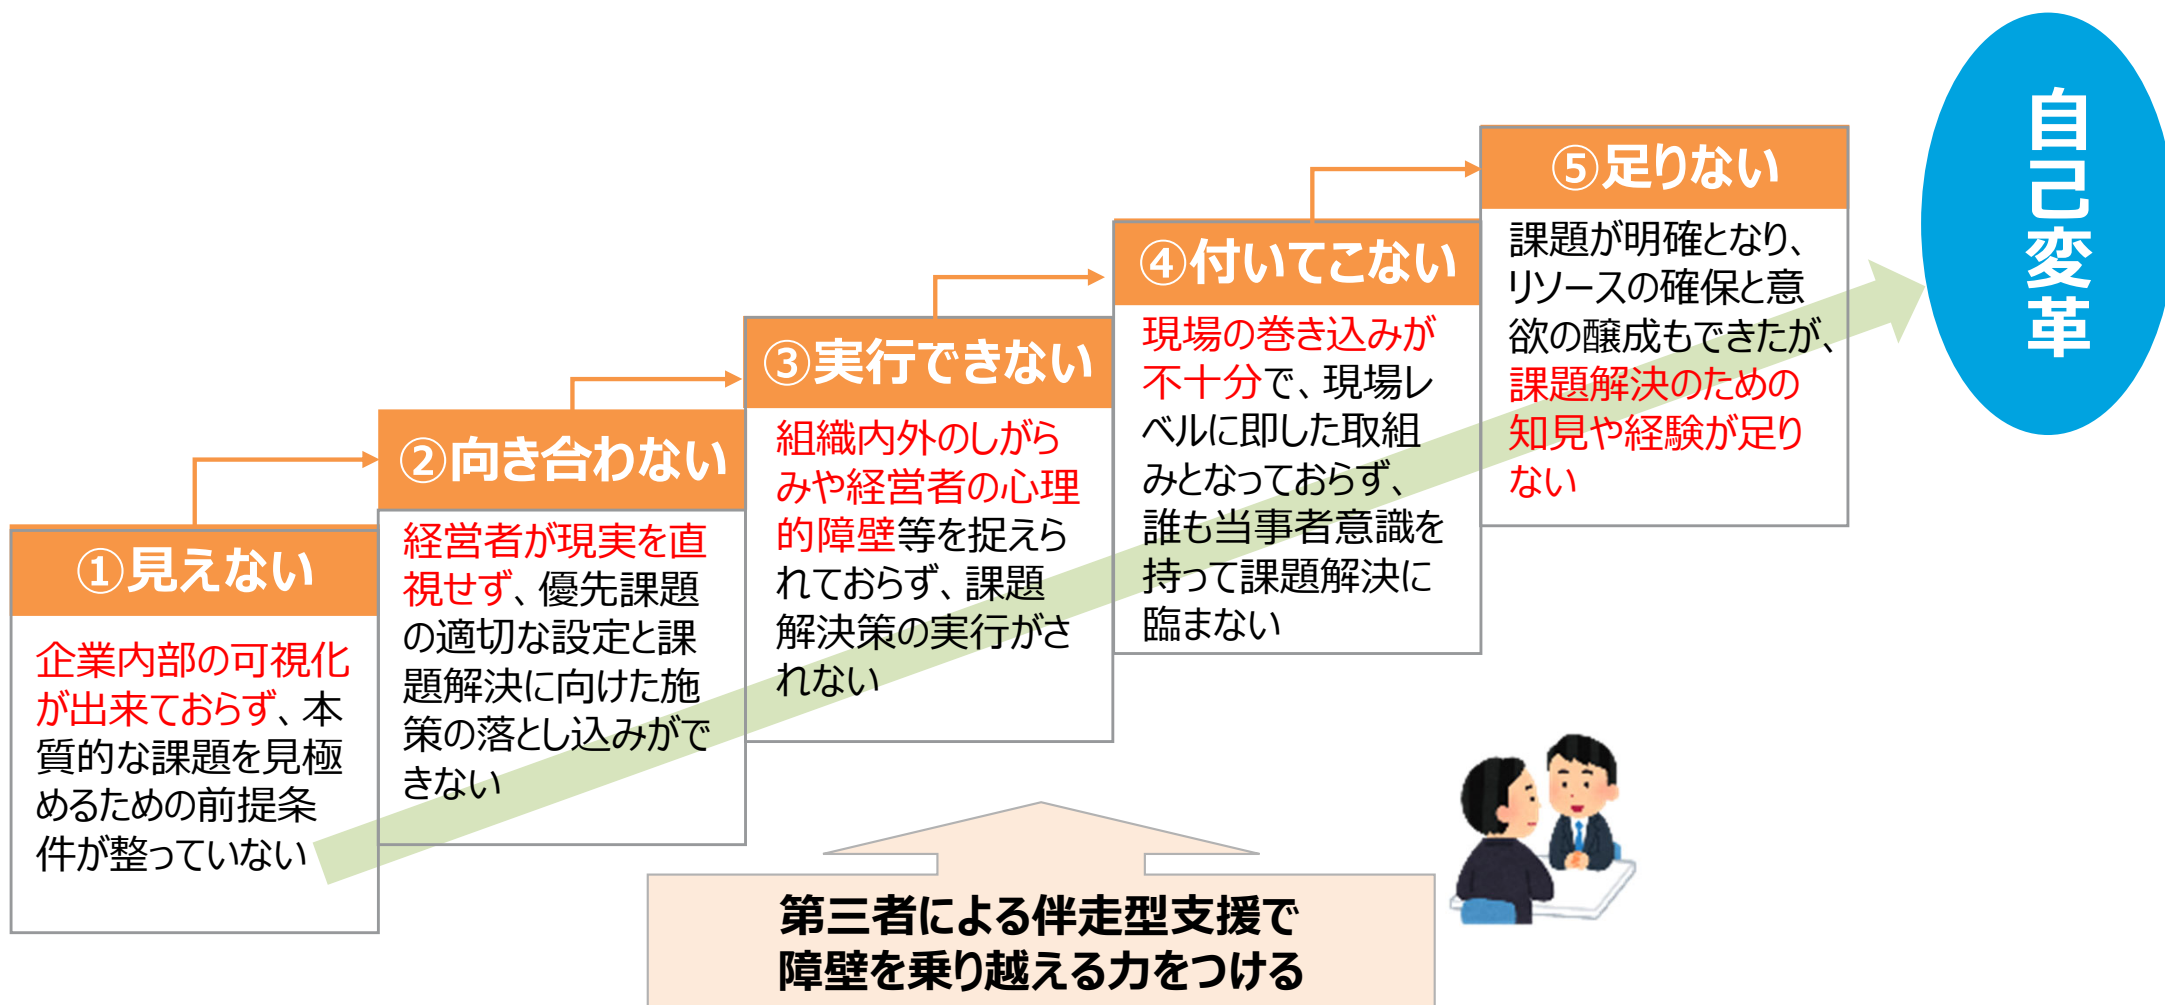 ①見えない
企業内部の可視化
が出来ておらず、本
質的な課題を見極
めるための前提条
件が整っていない
②向き合わない
経営者が現実を直
視せず、優先課題
の適切な設定と課
題解決に向けた施
策の落とし込みがで
きない
③実行できない
組織内外のしがら
みや経営者の心理
的障壁等を捉えら
れておらず、課題
解決策の実行がさ
れない
④付いてこない
現場の巻き込みが
不十分で、現場レ
ベルに即した取組
みとなっておらず、
誰も当事者意識を
持って課題解決に
臨まない
⑤足りない
課題が明確となり、
リソースの確保と意
欲の醸成もできたが、
課題解決のための
知見や経験が足り
ない
自己変革
第三者による伴走型支援で
障壁を乗り越える力をつける